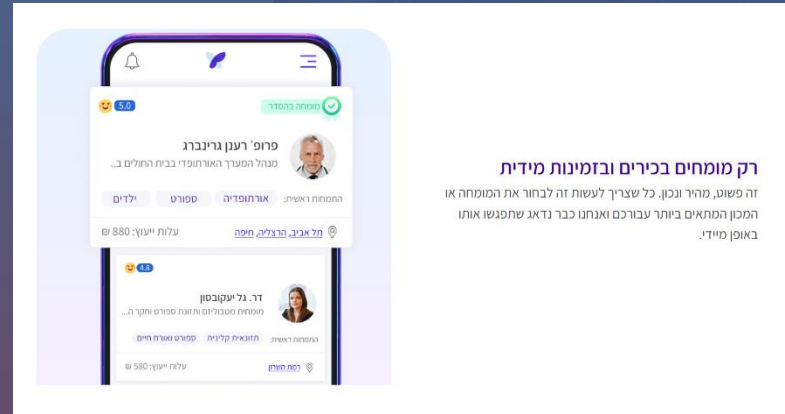 רק מומחים בכירים ובזמינות מידית
זה פשוט, מהיר ונכון. כל שצריך לעשות זה לבחור את המומחה או
המכון המתאים ביותר עבורכם ואנחנו כבר נדאג שתפגשו אותו
באופן מיידי.
מומחה בהסדר 5.0
פרופ׳ רענן גרינברג
מנהל המערך האורתופדי בבית החולים ב..
התמחות ראשית: אורתופדיה ספורט ילדים
תל אביב, הרצליה, חיפה עלות ייעוץ: 880 ₪
4.8
דר. גל יעקובסון
מומחית מטבוליזם ותזונת ספורט וחקר ה...
התמחות ראשית: תזונאית קלינית ספורט ואורח חיים
רמת השרון עלות ייעוץ: 580 ₪